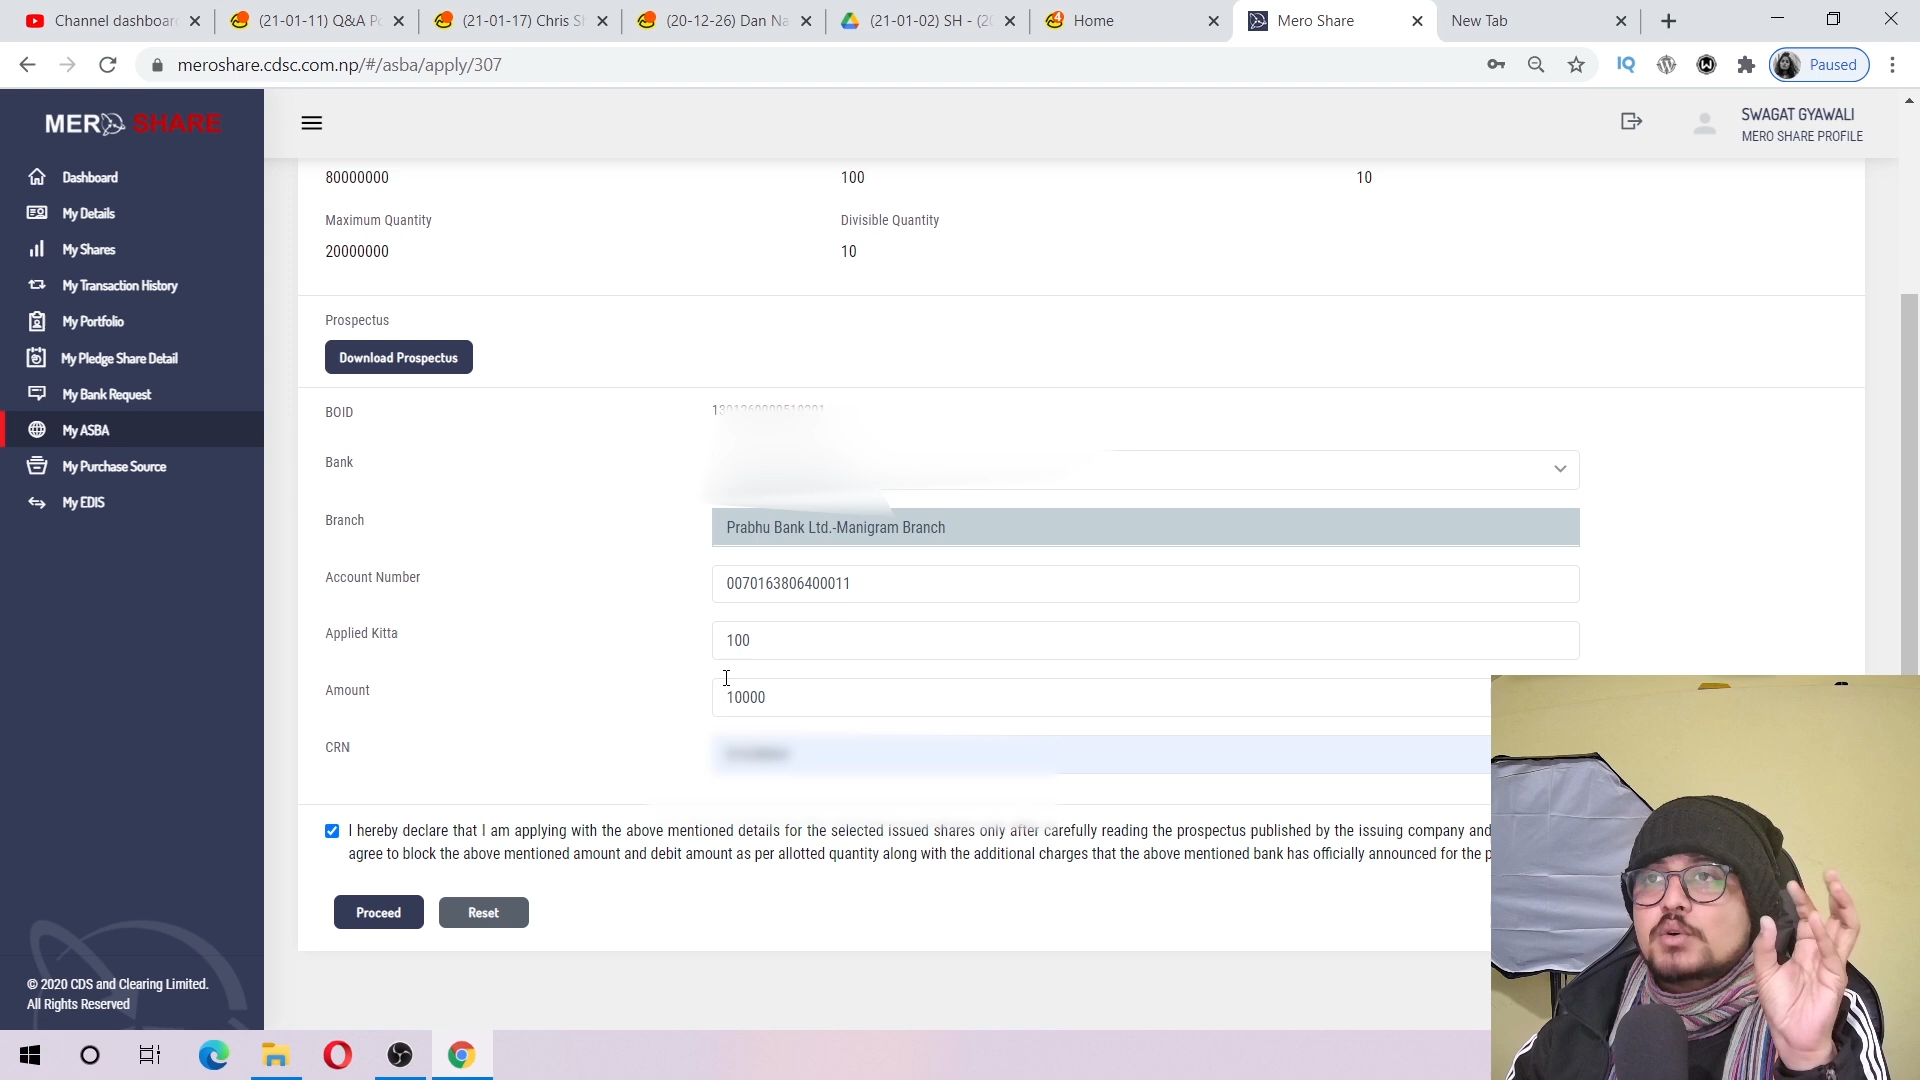 Channel dashboar
(21-01-11) Q&A Po
(21-01-17) Chris Sh
(20-12-26) Dan Na
(21-01-02) SH - (20
Home
Mero Share
New Tab
meroshare.cdsc.com.np/#/asba/apply/307
IQ
Paused
MERO SHARE
SWAGAT GYAWALI
MERO SHARE PROFILE
Dashboard
My Details
My Shares
My Transaction History
My Portfolio
My Pledge Share Detail
My Bank Request
My ASBA
My Purchase Source
My EDIS
80000000 100 10
Maximum Quantity Divisible Quantity
20000000 10
Prospectus
Download Prospectus
BOID
Bank
Branch Prabhu Bank Ltd.-Manigram Branch
Account Number 0070163806400011
Applied Kitta 100
Amount 10000
CRN
I hereby declare that I am applying with the above mentioned details for the selected issued shares only after carefully reading the prospectus published by the issuing company and
agree to block the above mentioned amount and debit amount as per allotted quantity along with the additional charges that the above mentioned bank has officially announced for the p
Proceed Reset
© 2020 CDS and Clearing Limited.
All Rights Reserved